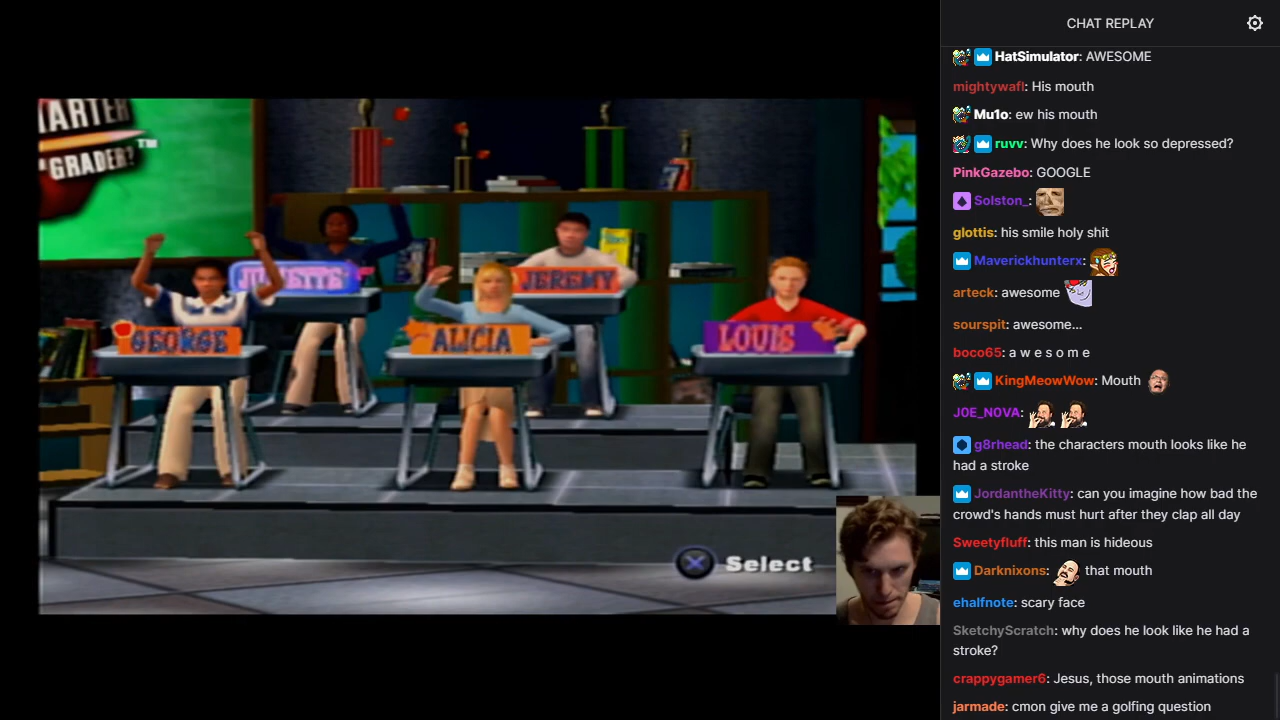 ARTER
GRADER?™
JULIETTE
JEREMY
GEORGE
ALICIA
LOUIS
Select
CHAT REPLAY
HatSimulator: AWESOME
mightywafl: His mouth
Mu1o: ew his mouth
ruvv: Why does he look so depressed?
PinkGazebo: GOOGLE
Solston_:
glottis: his smile holy shit
Maverickhunterx:
arteck: awesome
sourspit: awesome...
boco65: a w e s o m e
KingMeowWow: Mouth
J0E_N0VA:
g8rhead: the characters mouth looks like he
had a stroke
JordantheKitty: can you imagine how bad the
crowd's hands must hurt after they clap all day
Sweetyfluff: this man is hideous
Darknixons: that mouth
ehalfnote: scary face
SketchyScratch: why does he look like he had a
stroke?
crappygamer6: Jesus, those mouth animations
jarmade: cmon give me a golfing question